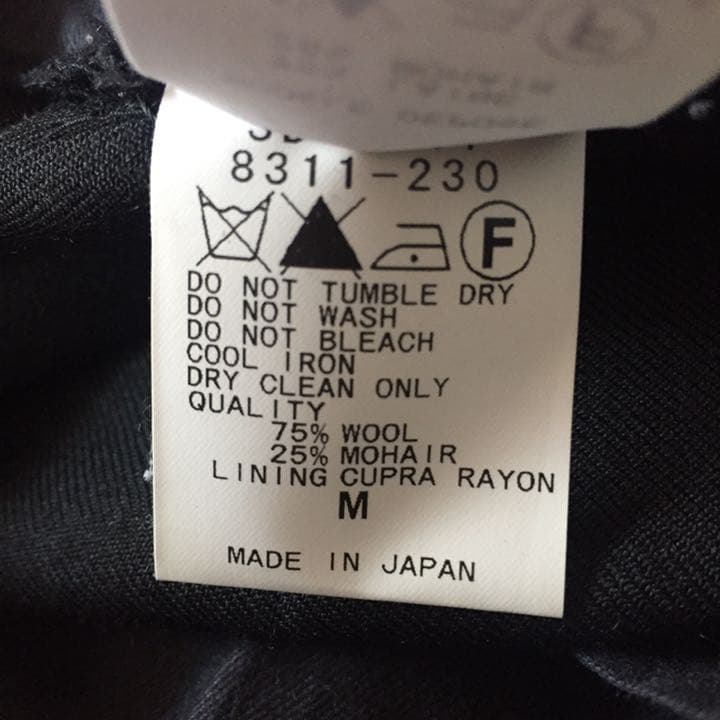 8311-230
F
DO NOT TUMBLE DRY
DO NOT WASH
DO NOT BLEACH
COOL IRON
DRY CLEAN ONLY
QUALITY
75% WOOL
25% MOHAIR
LINING CUPRA RAYON
M
MADE IN JAPAN